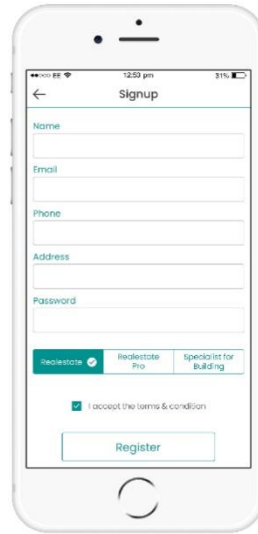 EE 12:53 pm 31%
Signup
Name
Email
Phone
Address
Password
Realestate
Realestate
Pro
Specialist for
Building
I accept the terms & condition
Register